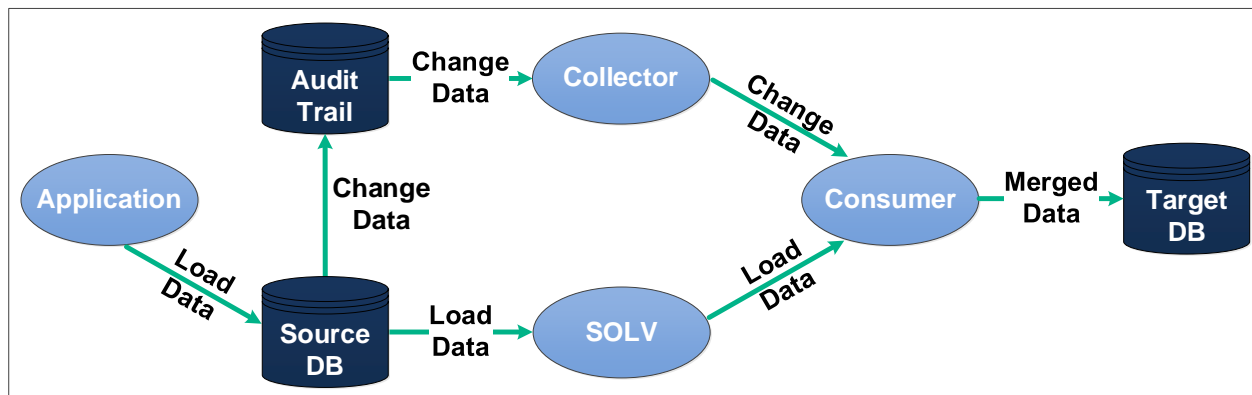 Audit
Trail
Change
Data
Collector
Change
Data
Application
Change
Data
Consumer
Merged
Data
Target
DB
Load
Data
Source
DB
Load
Data
SOLV
Load
Data